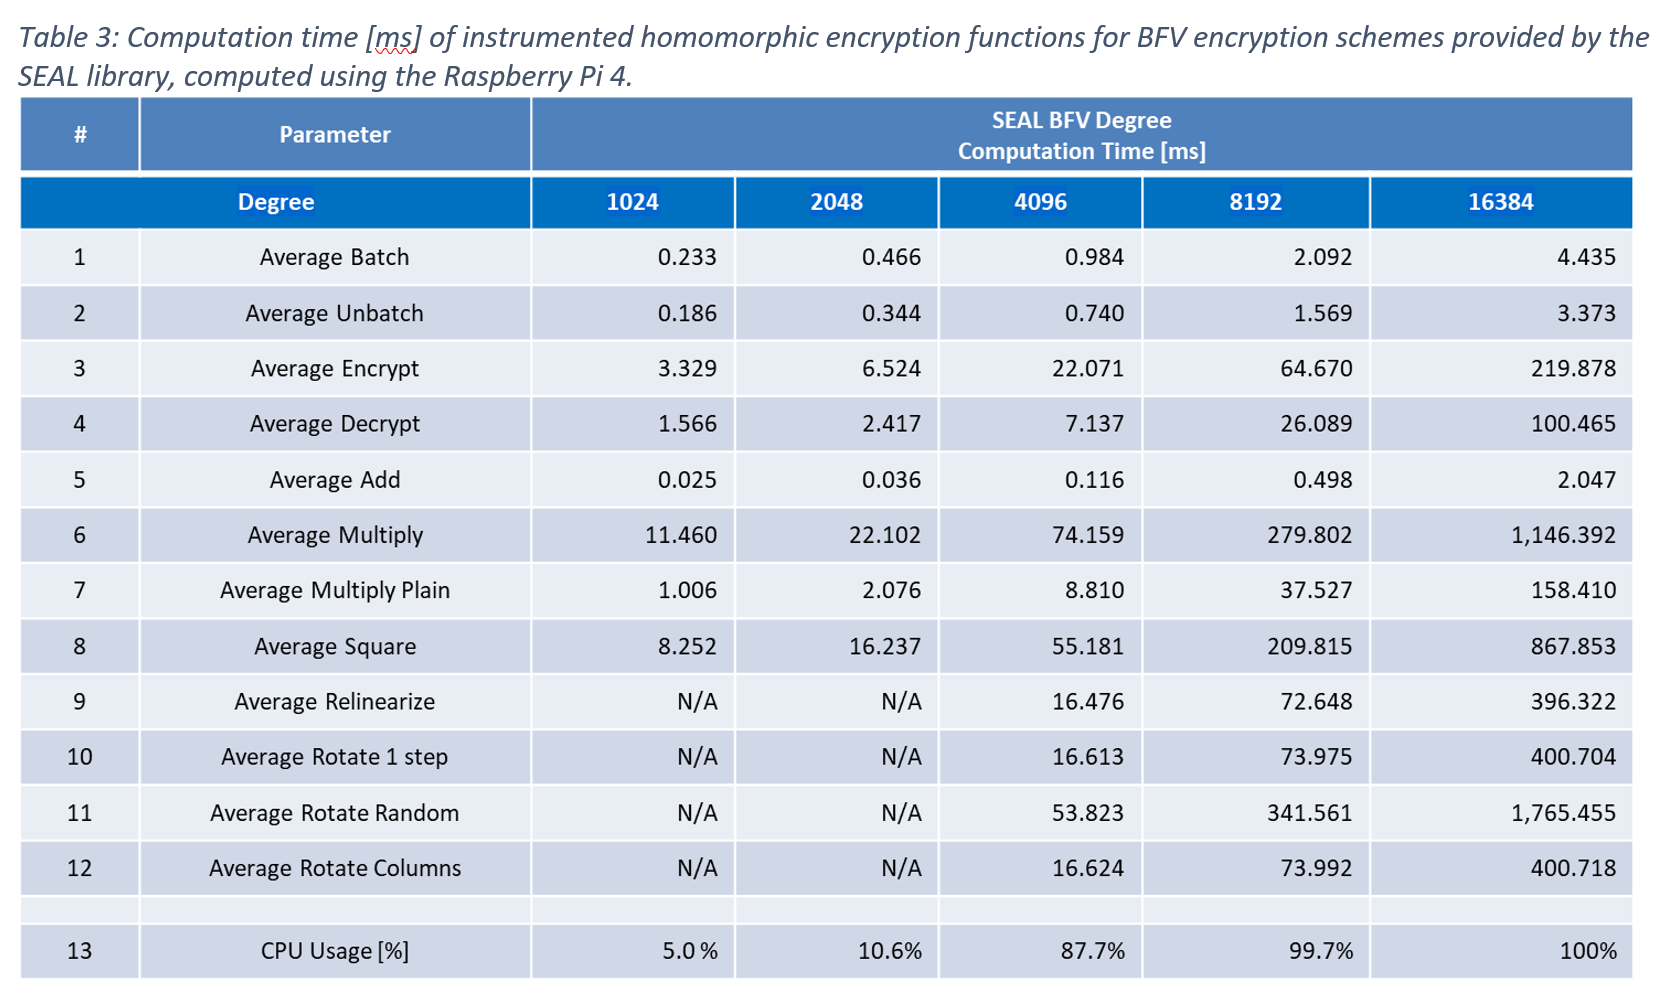 Table 3: Computation time [ms] of instrumented homomorphic encryption functions for BFV encryption schemes provided by the
SEAL library, computed using the Raspberry Pi 4.
# Parameter SEAL BFV Degree
Computation Time [ms]
Degree 1024 2048 4096 8192 16384
1 Average Batch 0.233 0.466 0.984 2.092 4.435
2 Average Unbatch 0.186 0.344 0.740 1.569 3.373
3 Average Encrypt 3.329 6.524 22.071 64.670 219.878
4 Average Decrypt 1.566 2.417 7.137 26.089 100.465
5 Average Add 0.025 0.036 0.116 0.498 2.047
6 Average Multiply 11.460 22.102 74.159 279.802 1,146.392
7 Average Multiply Plain 1.006 2.076 8.810 37.527 158.410
8 Average Square 8.252 16.237 55.181 209.815 867.853
9 Average Relinearize N/A N/A 16.476 72.648 396.322
10 Average Rotate 1 step N/A N/A 16.613 73.975 400.704
11 Average Rotate Random N/A N/A 53.823 341.561 1,765.455
12 Average Rotate Columns N/A N/A 16.624 73.992 400.718
13 CPU Usage [%] 5.0 % 10.6% 87.7% 99.7% 100%